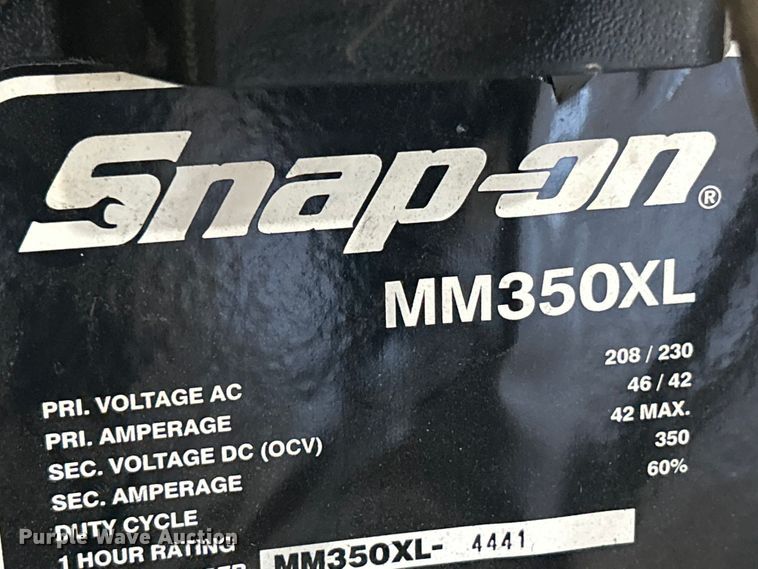 Snap-on®
MM350XL
PRI. VOLTAGE AC 208 / 230
PRI. AMPERAGE 46 / 42
SEC. VOLTAGE DC (OCV) 42 MAX.
SEC. AMPERAGE 350
DUTY CYCLE 60%
1 HOUR RATING
MM350XL- 4441
Purple Wave Auction